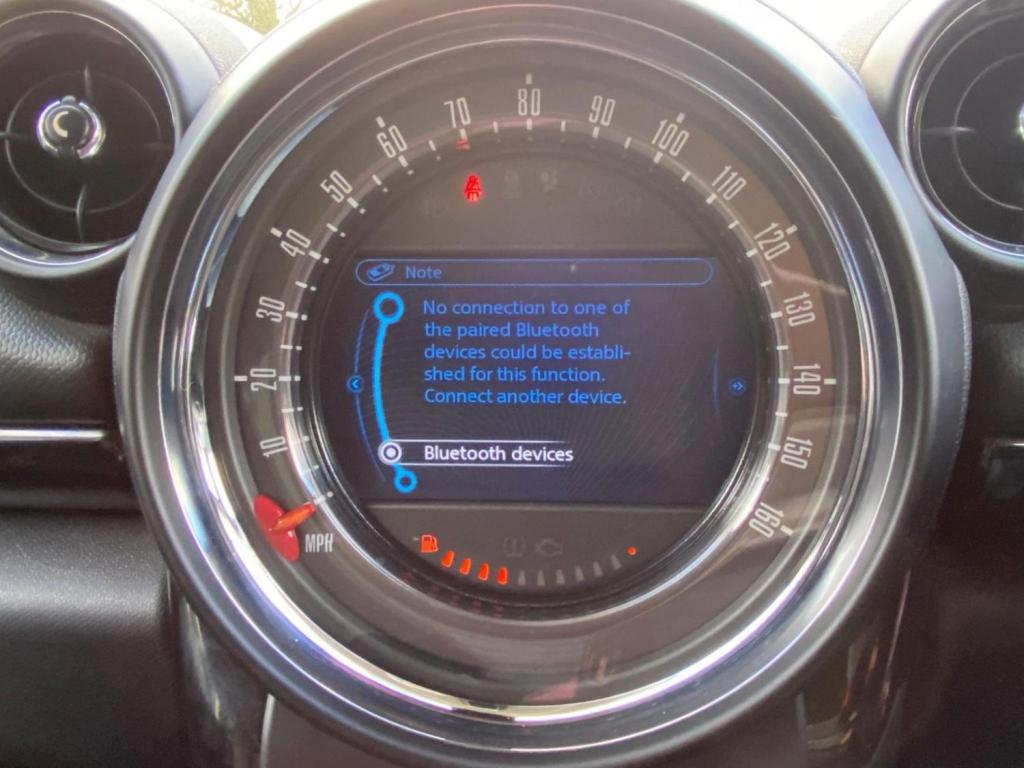 80
70
90
60
100
50
110
40
120
Note
30
No connection to one of
the paired Bluetooth
devices could be establi-
shed for this function.
Connect another device.
130
20
140
10
Bluetooth devices
150
160
MPH